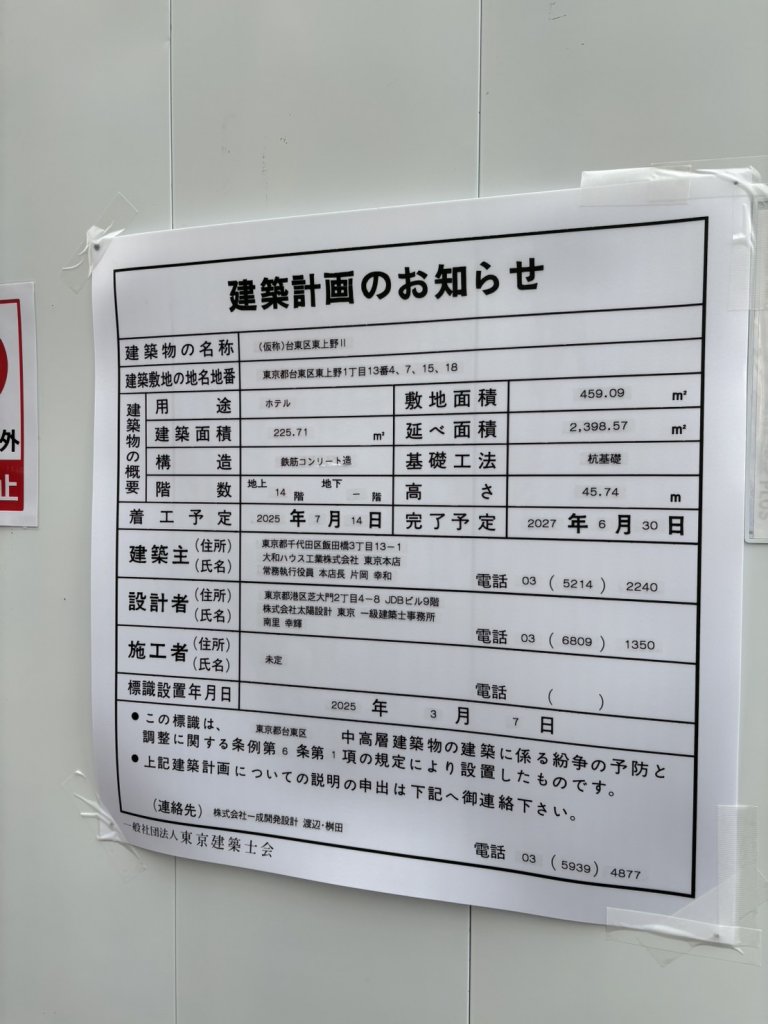 建築計画のお知らせ
建築物の名称 (仮称)台東区東上野Ⅱ
建築敷地の地名地番 東京都台東区東上野1丁目13番4、7、15、18
建築物の概要
用途 ホテル 敷地面積 459.09 m²
建築面積 225.71 m² 延べ面積 2,398.57 m²
構造 鉄筋コンリート造 基礎工法 杭基礎
階数 地上 14 階 地下 － 階 高さ 45.74 m
着工予定 2025 年 7 月 14 日 完了予定 2027 年 6 月 30 日
建築主 (住所) (氏名)
東京都千代田区飯田橋3丁目13−1
大和ハウス工業株式会社 東京本店
常務執行役員 本店長 片岡 幸和
電話 03 (5214) 2240
設計者 (住所) (氏名)
東京都港区芝大門2丁目4−8 JDBビル9階
株式会社太陽設計 東京 一級建築士事務所
南里 幸輝
電話 03 (6809) 1350
施工者 (住所) (氏名)
未定
電話 ( )
標識設置年月日 2025 年 3 月 7 日
●この標識は、 東京都台東区 中高層建築物の建築に係る紛争の予防と
調整に関する条例第 6 条第 1 項の規定により設置したものです。
●上記建築計画についての説明の申出は下記へ御連絡下さい。
(連絡先) 株式会社一成開発設計 渡辺・桝田
電話 03 (5939) 4877
一般社団法人東京建築士会
外
止